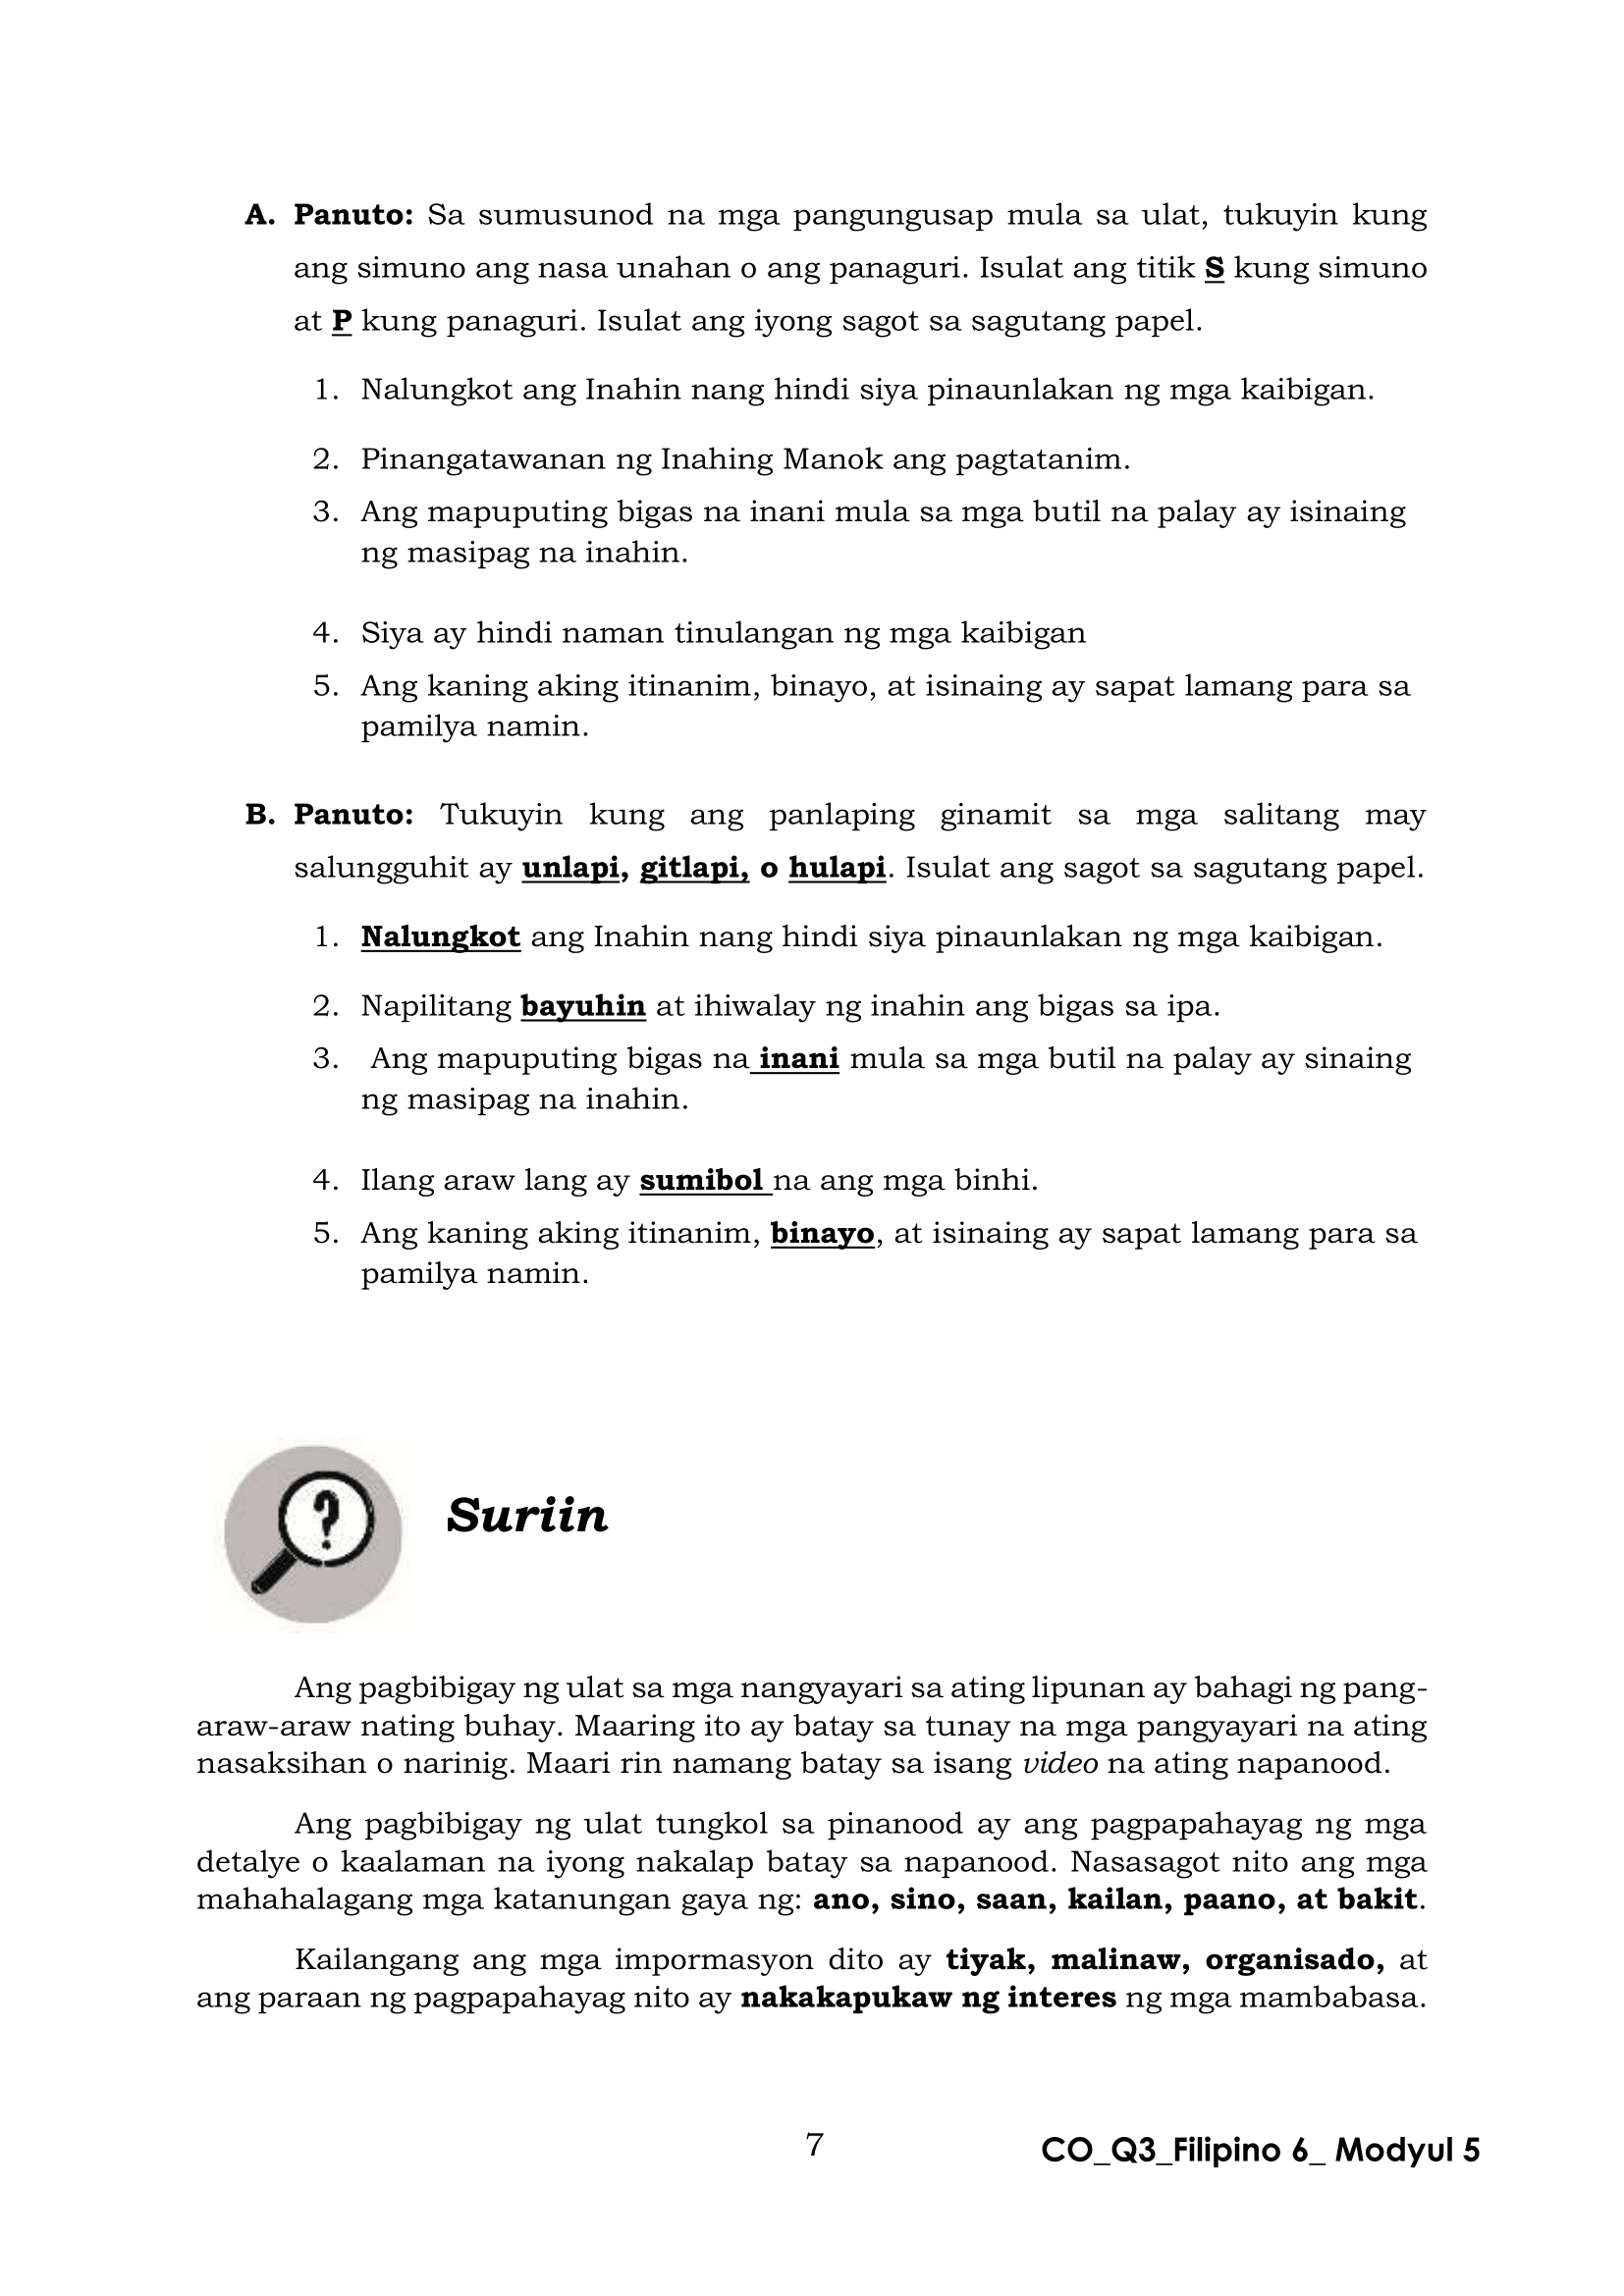 A. Panuto: Sa sumusunod na mga pangungusap mula sa ulat, tukuyin kung
ang simuno ang nasa unahan o ang panaguri. Isulat ang titik S kung simuno
at P kung panaguri. Isulat ang iyong sagot sa sagutang papel.
1. Nalungkot ang Inahin nang hindi siya pinaunlakan ng mga kaibigan.
2. Pinangatawanan ng Inahing Manok ang pagtatanim.
3. Ang mapuputing bigas na inani mula sa mga butil na palay ay isinaing
ng masipag na inahin.
4. Siya ay hindi naman tinulangan ng mga kaibigan
5. Ang kaning aking itinanim, binayo, at isinaing ay sapat lamang para sa
pamilya namin.
B. Panuto: Tukuyin kung ang panlaping ginamit sa mga salitang may
salungguhit ay unlapi, gitlapi, o hulapi. Isulat ang sagot sa sagutang papel.
1. Nalungkot ang Inahin nang hindi siya pinaunlakan ng mga kaibigan.
2. Napilitang bayuhin at ihiwalay ng inahin ang bigas sa ipa.
3. Ang mapuputing bigas na inani mula sa mga butil na palay ay sinaing
ng masipag na inahin.
4. Ilang araw lang ay sumibol na ang mga binhi.
5. Ang kaning aking itinanim, binayo, at isinaing ay sapat lamang para sa
pamilya namin.
?
Suriin
Ang pagbibigay ng ulat sa mga nangyayari sa ating lipunan ay bahagi ng pang-
araw-araw nating buhay. Maaring ito ay batay sa tunay na mga pangyayari na ating
nasaksihan o narinig. Maari rin namang batay sa isang video na ating napanood.
Ang pagbibigay ng ulat tungkol sa pinanood ay ang pagpapahayag ng mga
detalye o kaalaman na iyong nakalap batay sa napanood. Nasasagot nito ang mga
mahahalagang mga katanungan gaya ng: ano, sino, saan, kailan, paano, at bakit.
Kailangang ang mga impormasyon dito ay tiyak, malinaw, organisado, at
ang paraan ng pagpapahayag nito ay nakakapukaw ng interes ng mga mambabasa.
7
CO_Q3_Filipino 6_ Modyul 5